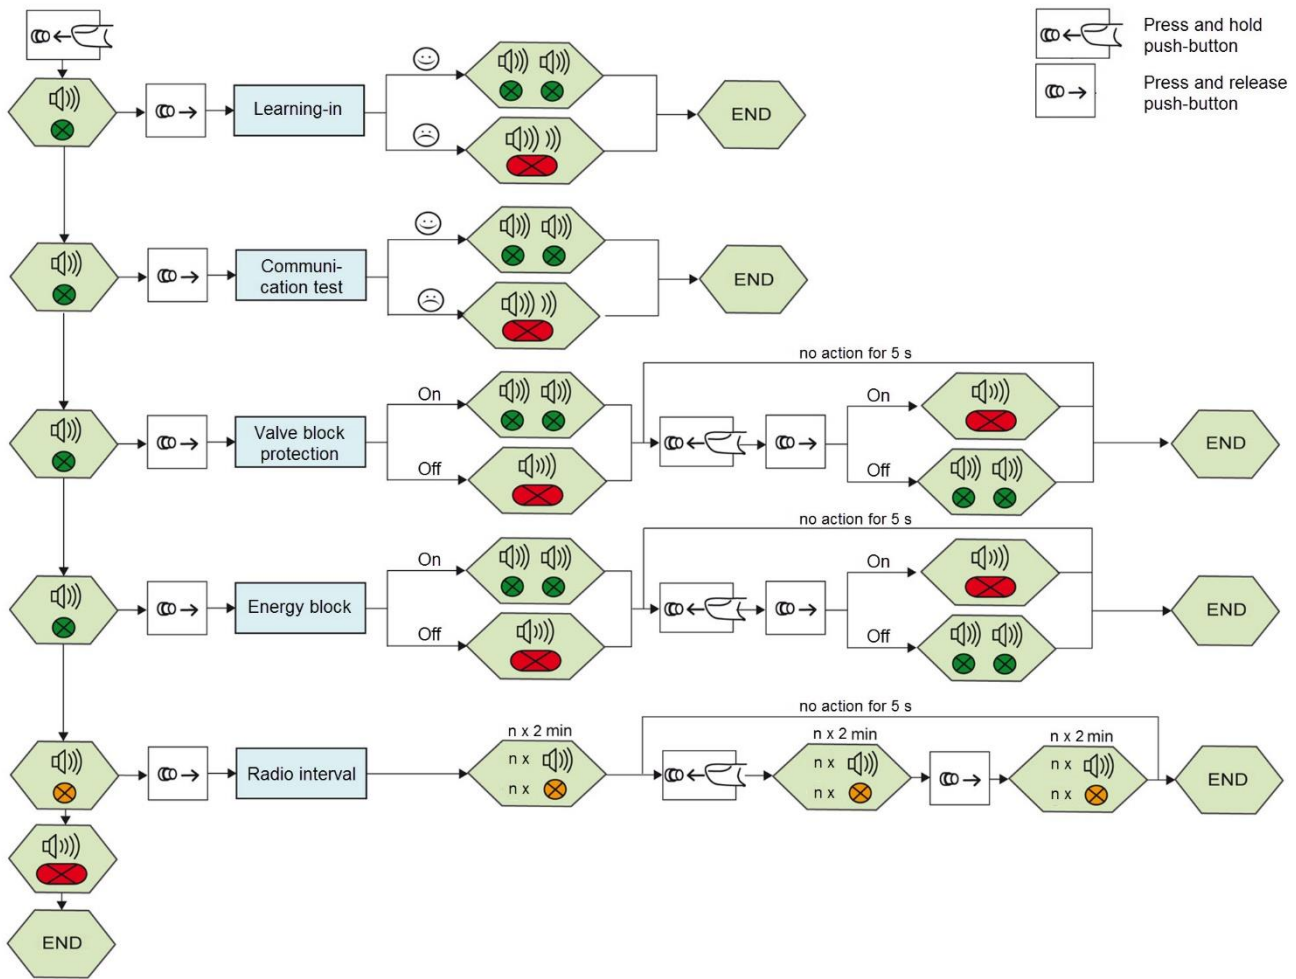 Press and hold
push-button
Press and release
push-button
Learning-in
END
Communi-
cation test
END
no action for 5 s
On
On
Valve block
protection
END
Off
Off
no action for 5 s
On
On
Energy block
END
Off
Off
no action for 5 s
n x 2 min
n x 2 min
n x 2 min
n x
n x
n x
Radio interval
END
n x
n x
n x
END